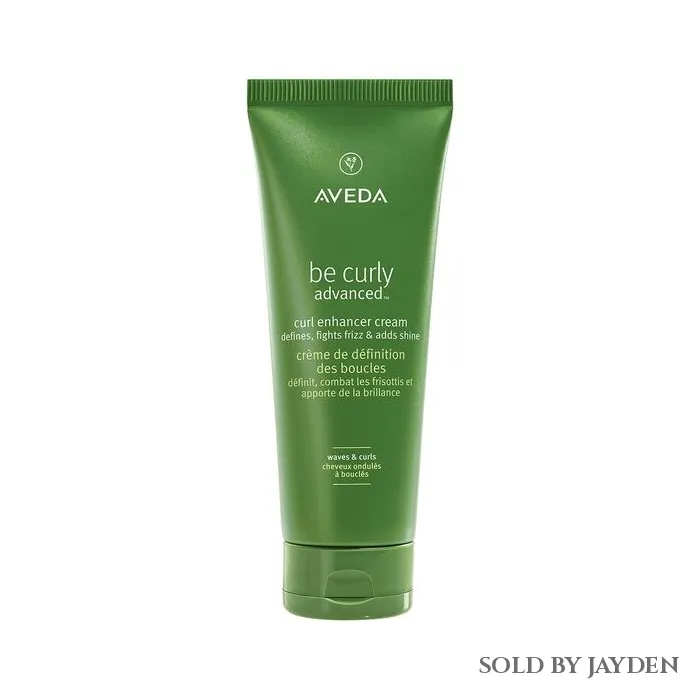 AVEDA
be curly
advanced™
curl enhancer cream
defines, fights frizz & adds shine
crème de définition
des boucles
définit, combat les frisottis et
apporte de la brillance
waves & curls
cheveux ondulés
à bouclés
SOLD BY JAYDEN